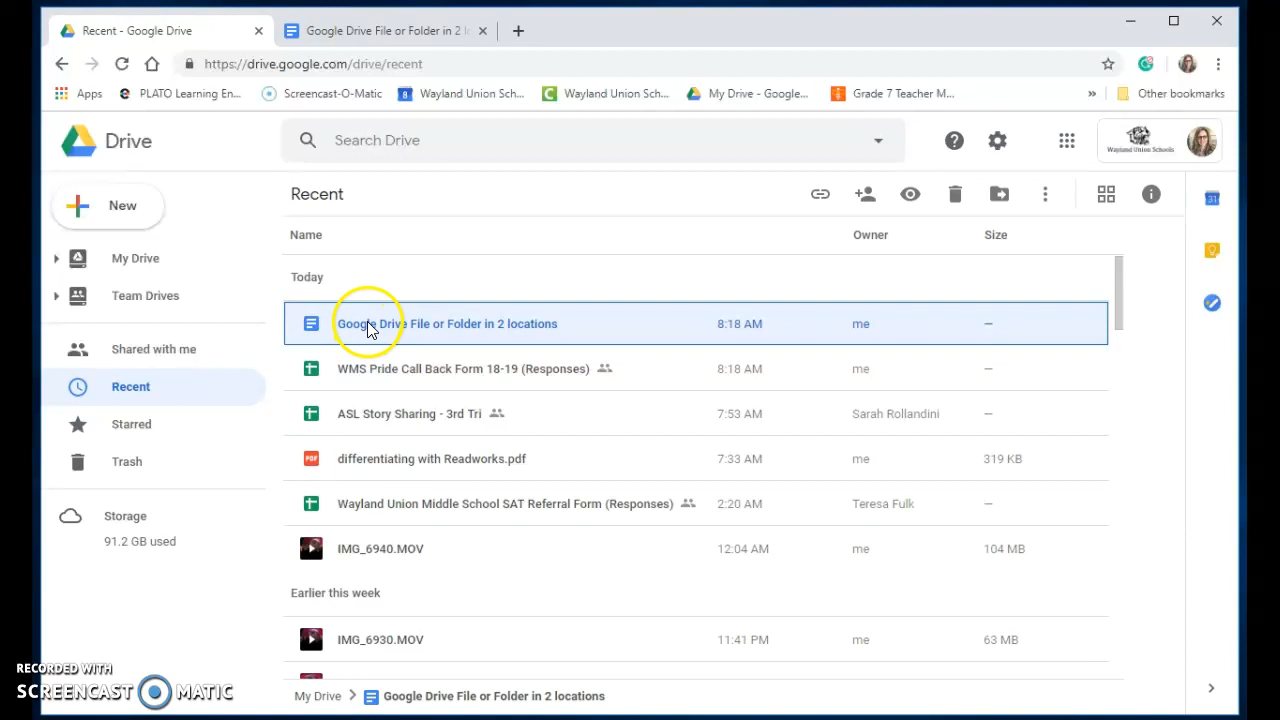 Recent - Google Drive
Google Drive File or Folder in 2 l
https://drive.google.com/drive/recent
Apps PLATO Learning En... Screencast-O-Matic 8 Wayland Union Sch... C Wayland Union Sch... My Drive - Google... Grade 7 Teacher M... » Other bookmarks
Drive
Search Drive
Wayland Union Schools
New
My Drive
Team Drives
Shared with me
Recent
Starred
Trash
Storage
91.2 GB used
Recent
Name Owner Size
Today
Google Drive File or Folder in 2 locations 8:18 AM me —
WMS Pride Call Back Form 18-19 (Responses) 8:18 AM me —
ASL Story Sharing - 3rd Tri 7:53 AM Sarah Rollandini —
PDF differentiating with Readworks.pdf 7:33 AM me 319 KB
Wayland Union Middle School SAT Referral Form (Responses) 2:20 AM Teresa Fulk —
IMG_6940.MOV 12:04 AM me 104 MB
Earlier this week
IMG_6930.MOV 11:41 PM me 63 MB
My Drive > Google Drive File or Folder in 2 locations
31
RECORDED WITH
SCREENCAST MATIC